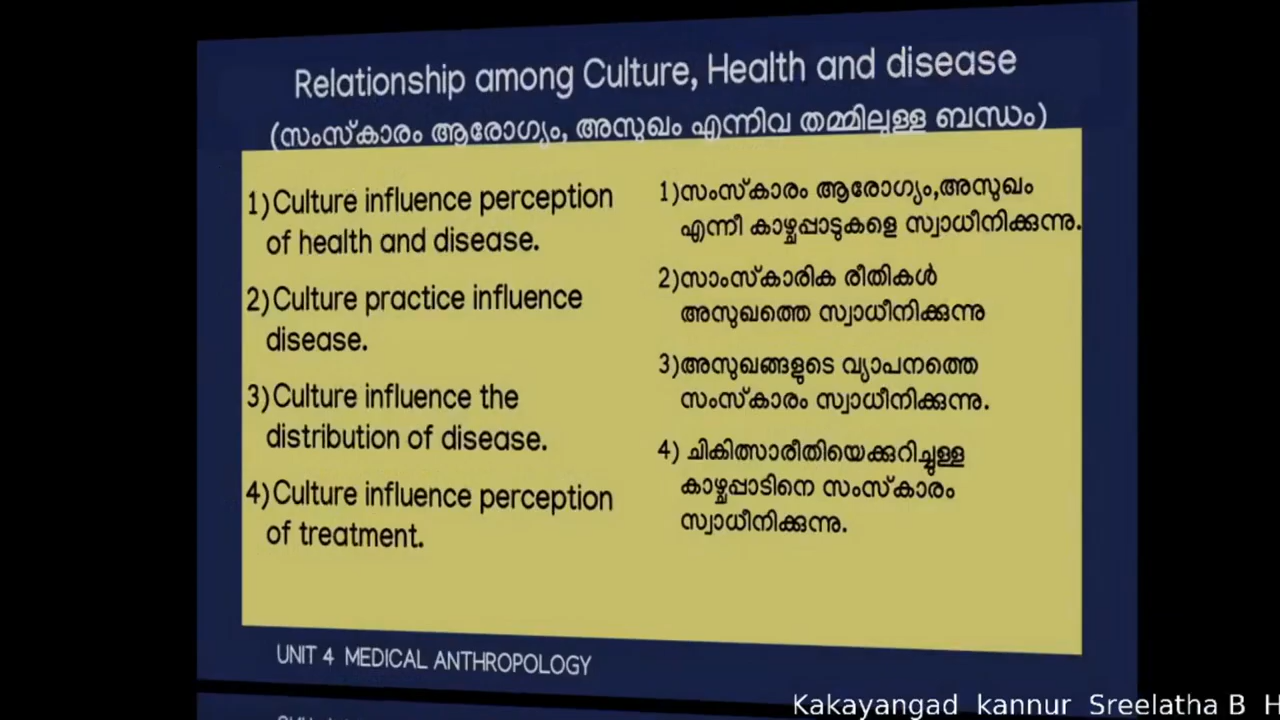 Relationship among Culture, Health and disease
(സംസ്കാരം ആരോഗ്യം, അസുഖം എന്നിവ തമ്മിലുള്ള ബന്ധം)
1)Culture influence perception
of health and disease.
2)Culture practice influence
disease.
3)Culture influence the
distribution of disease.
4)Culture influence perception
of treatment.
1)സംസ്കാരം ആരോഗ്യം,അസുഖം
എന്നീ കാഴ്ചപ്പാടുകളെ സ്വാധീനിക്കുന്നു.
2)സാംസ്കാരിക രീതികൾ
അസുഖത്തെ സ്വാധീനിക്കുന്നു
3)അസുഖങ്ങളുടെ വ്യാപനത്തെ
സംസ്കാരം സ്വാധീനിക്കുന്നു.
4) ചികിത്സാരീതിയെക്കുറിച്ചുള്ള
കാഴ്ചപ്പാടിനെ സംസ്കാരം
സ്വാധീനിക്കുന്നു.
UNIT 4 MEDICAL ANTHROPOLOGY
Kakayangad kannur Sreelatha B H